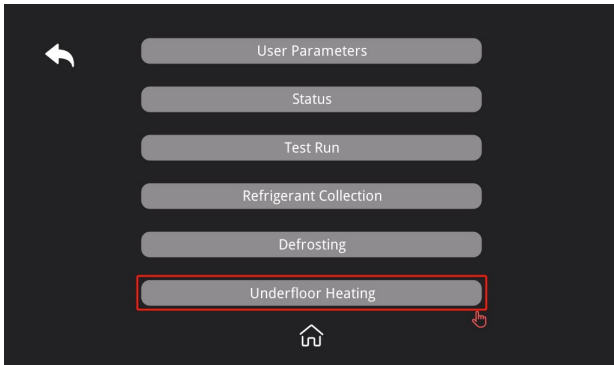 User Parameters
Status
Test Run
Refrigerant Collection
Defrosting
Underfloor Heating